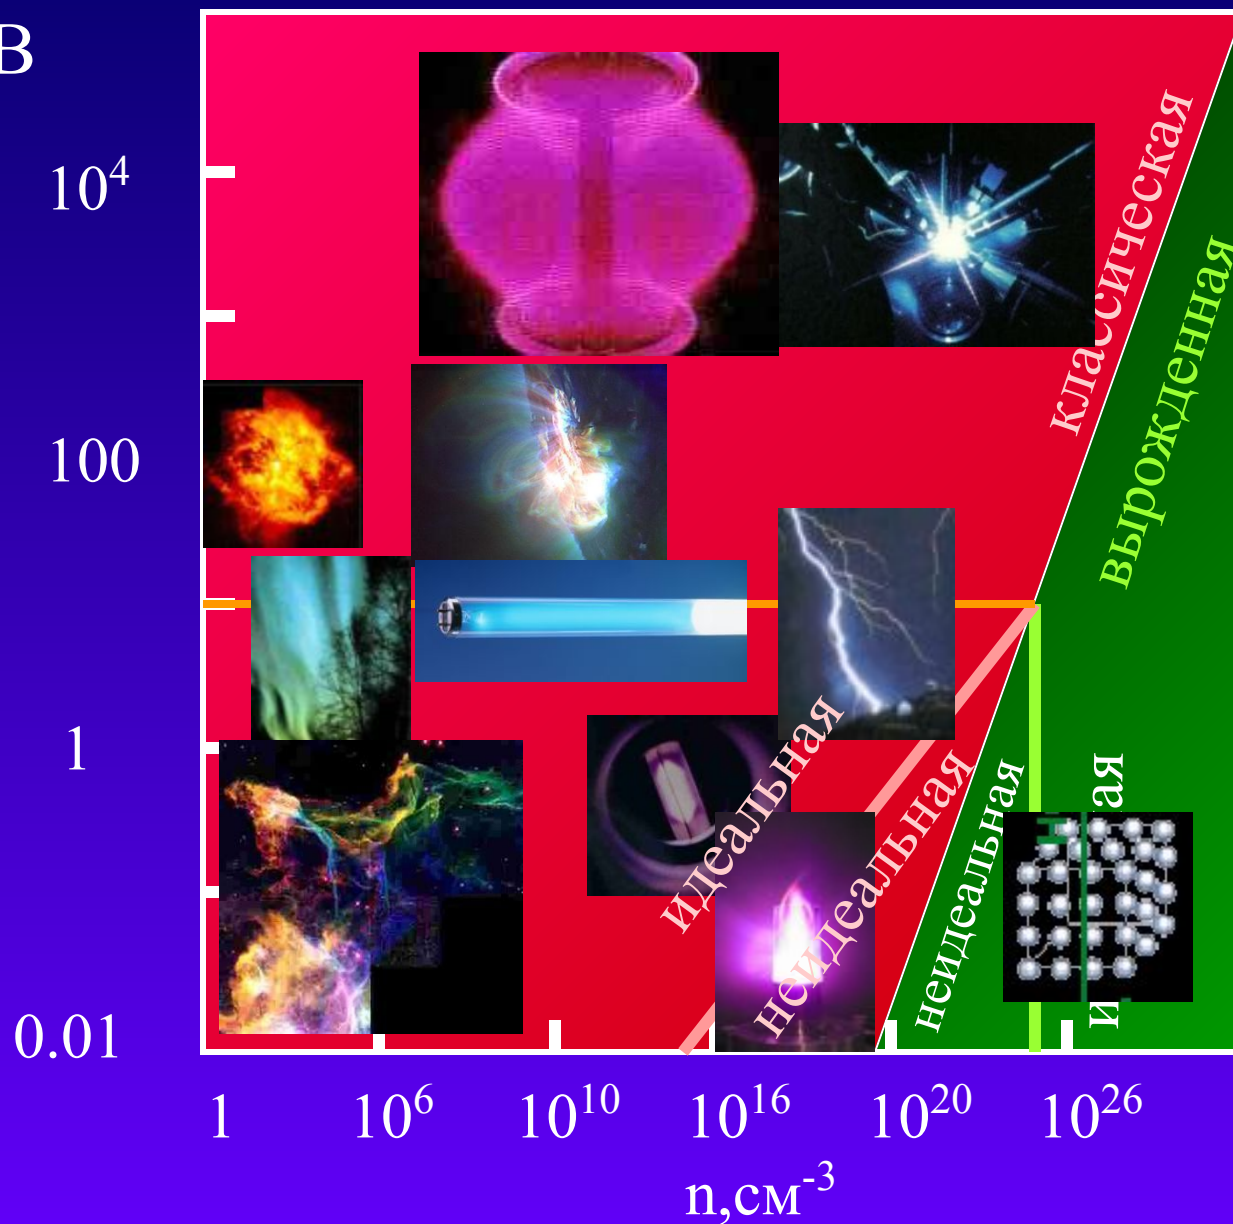 В
10⁴
100
1
0.01
классическая
вырожденная
идеальная
неидеальная
неидеальная
1
10⁶
10¹⁰
10¹⁶
10²⁰
10²⁶
n,см⁻³